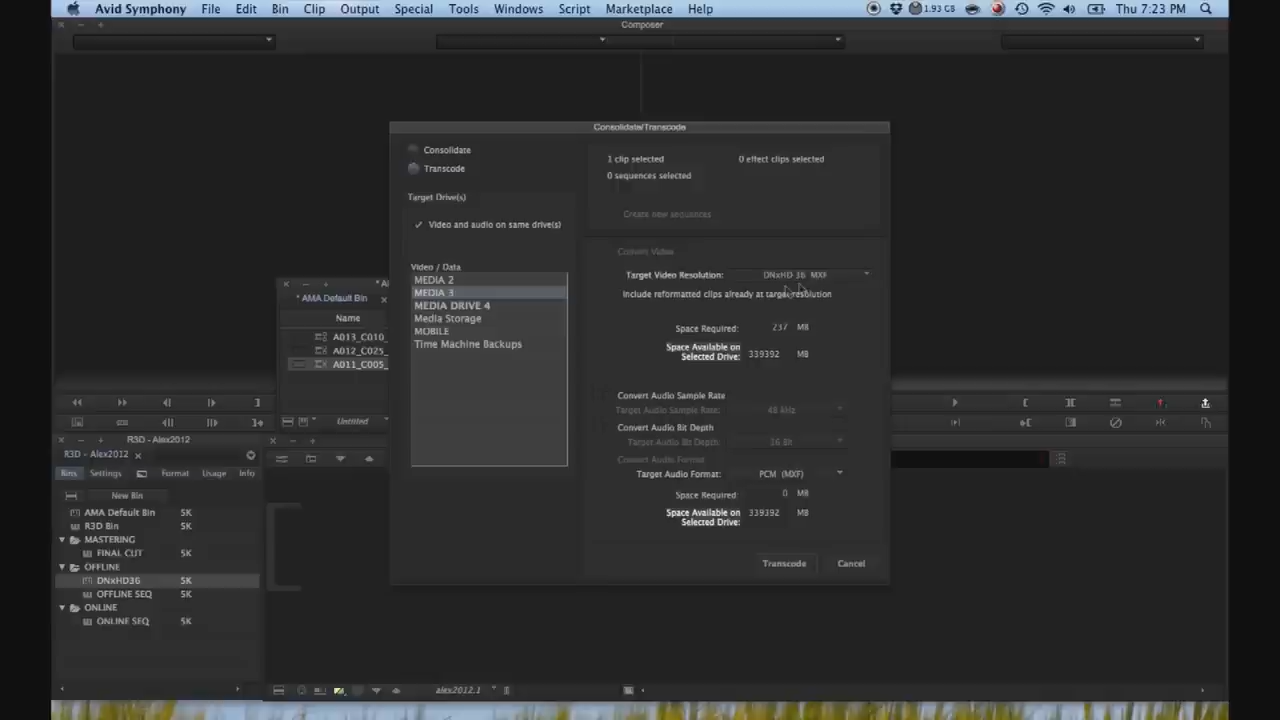 Avid Symphony File Edit Bin Clip Output Special Tools Windows Script Marketplace Help 1.93 GB Thu 7:23 PM
Composer
Consolidate/Transcode
Consolidate
Transcode
1 clip selected 0 effect clips selected
0 sequences selected
Target Drive(s)
Create new sequences
Video and audio on same drive(s)
Convert Video
Video / Data
Target Video Resolution: DNxHD 36 MXF
MEDIA 2
MEDIA 3
MEDIA DRIVE 4
Media Storage
MOBILE
Time Machine Backups
Include reformatted clips already at target resolution
Space Required: 237 MB
Space Available on
Selected Drive: 339392 MB
Convert Audio Sample Rate
Target Audio Sample Rate: 48 kHz
Convert Audio Bit Depth
Target Audio Bit Depth: 16 Bit
Convert Audio Format
Target Audio Format: PCM (MXF)
Space Required: 0 MB
Space Available on
Selected Drive: 339392 MB
Transcode Cancel
* AMA Default Bin
Name
A013_C010_
A012_C025_
A011_C005_
Untitled
R3D - Alex2012
R3D - Alex2012
Bins Settings Format Usage Info
New Bin
AMA Default Bin 5K
R3D Bin 5K
MASTERING
FINAL CUT 5K
OFFLINE
DNxHD36 5K
OFFLINE SEQ 5K
ONLINE
ONLINE SEQ 5K
alex2012.1